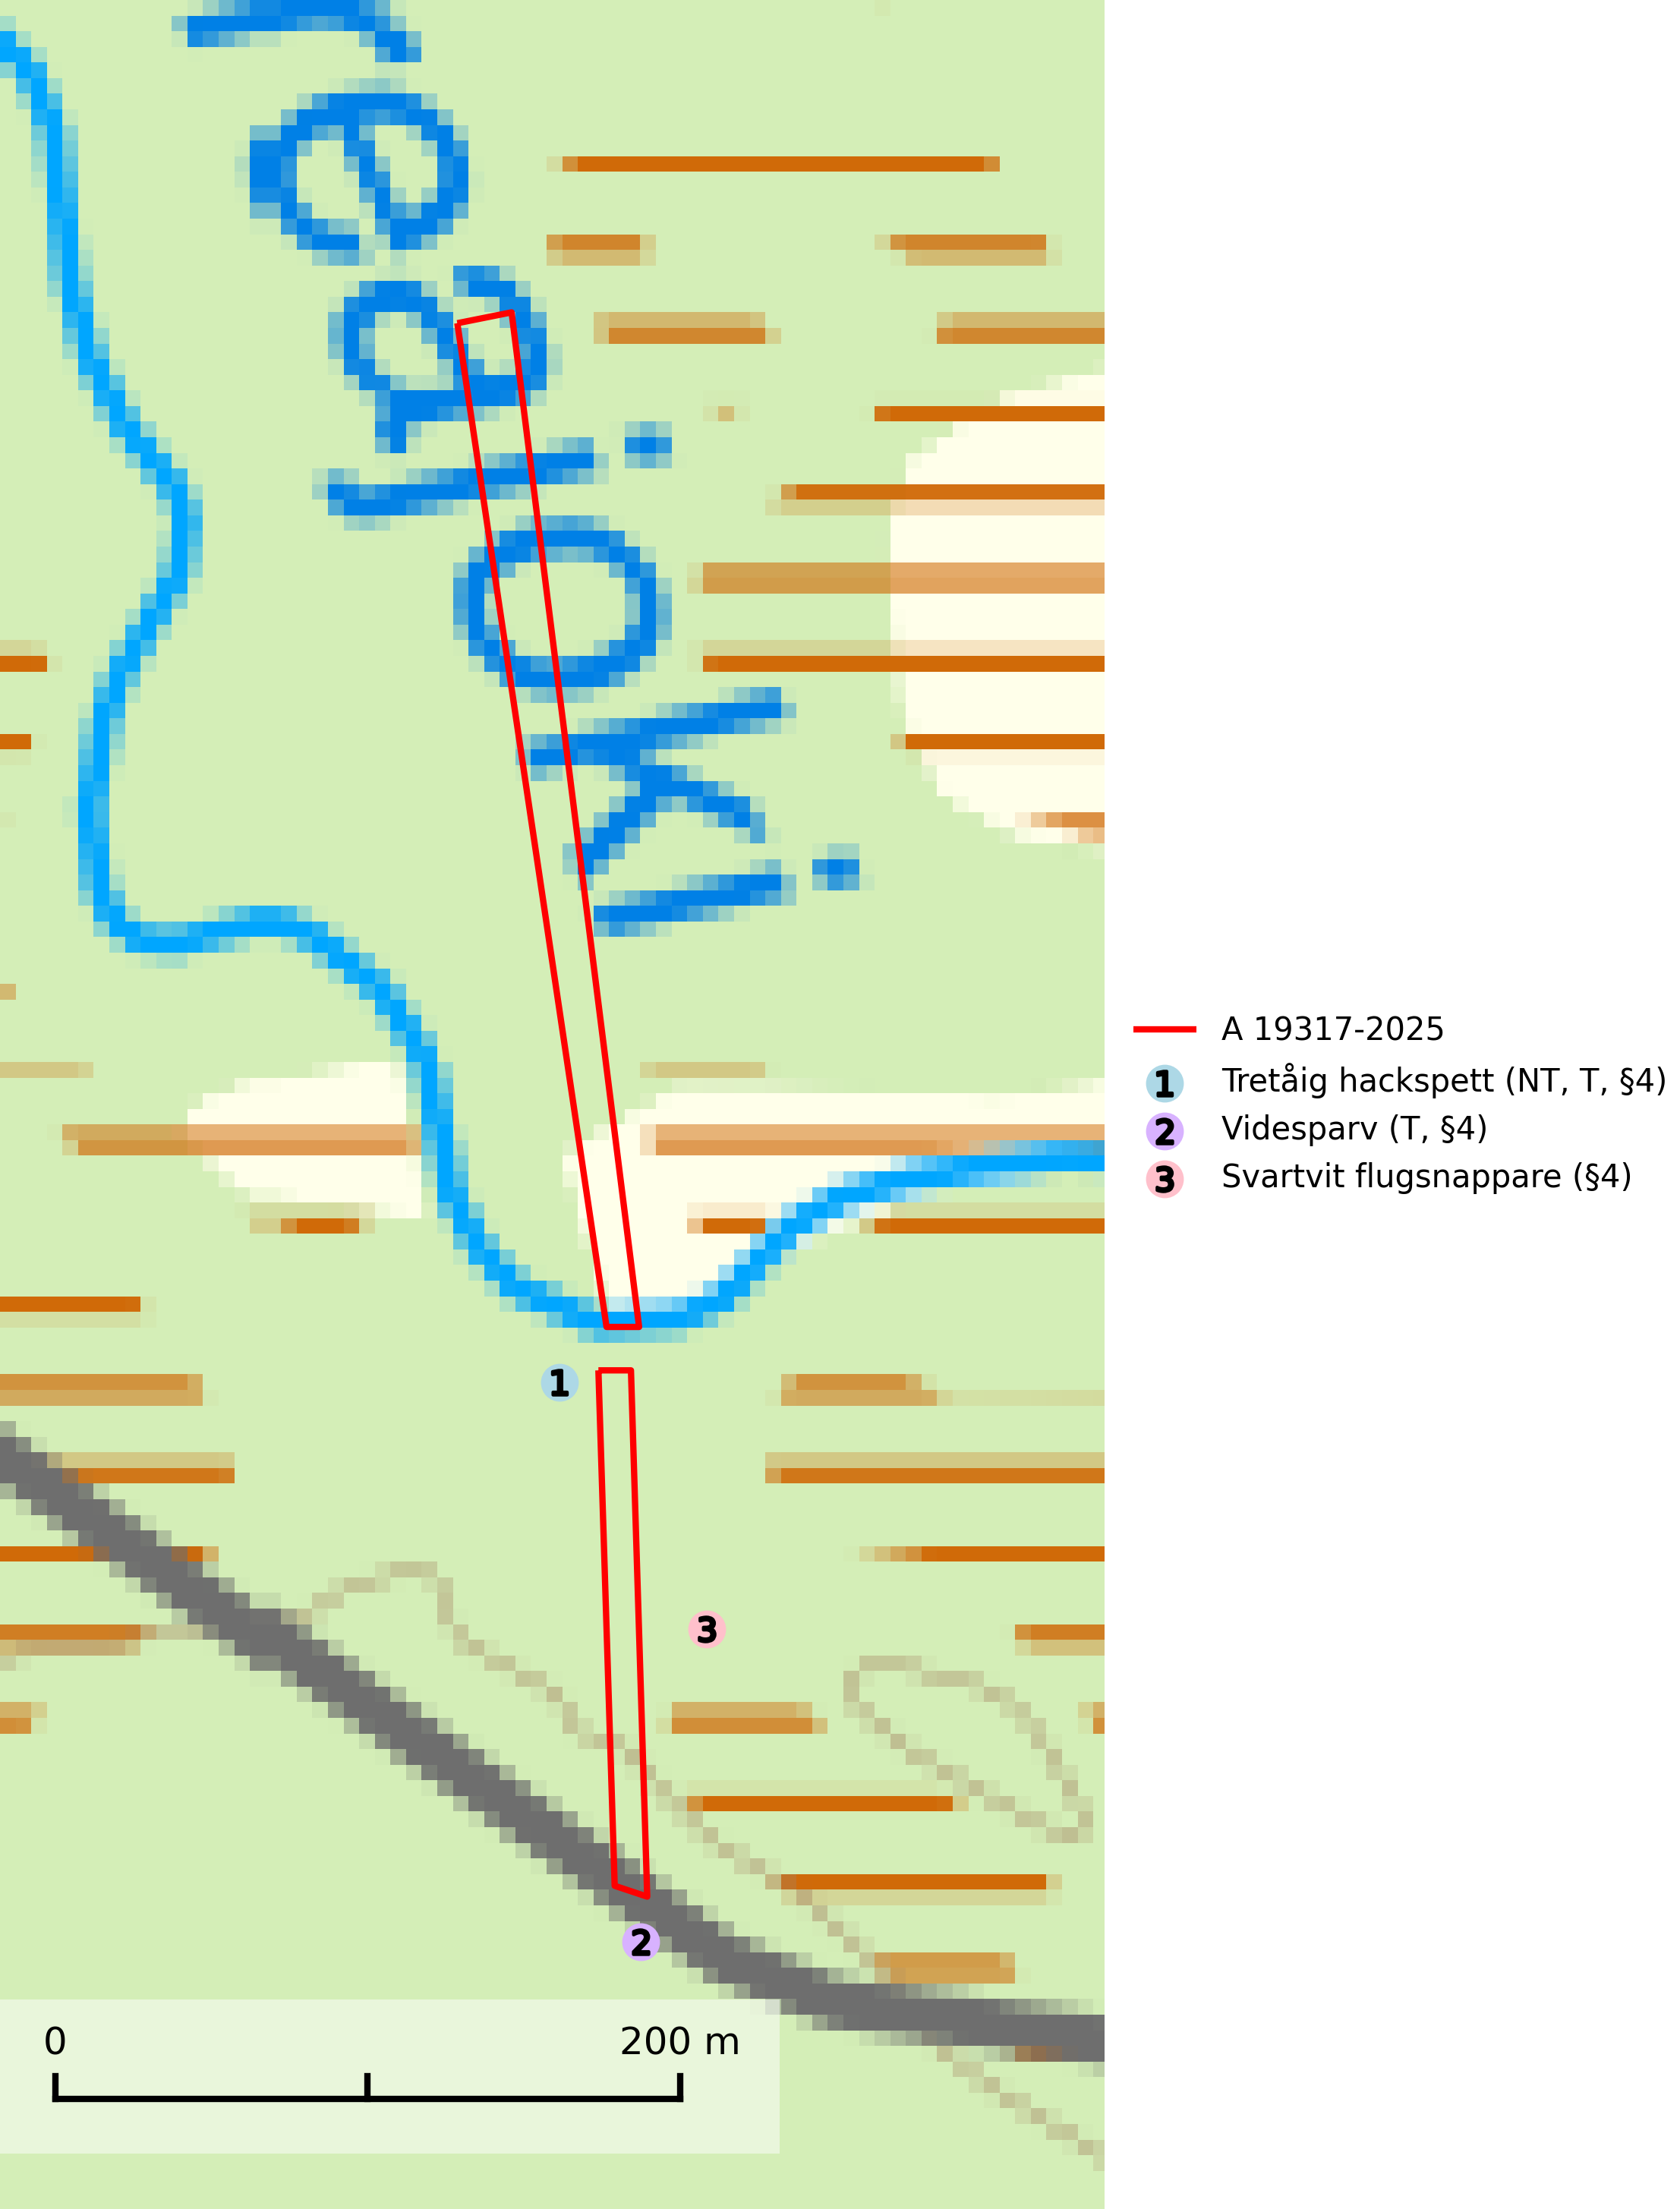 A 19317-2025
1 Tretåig hackspett (NT, T, §4)
2 Videsparv (T, §4)
3 Svartvit flugsnappare (§4)
1
3
2
0 200 m